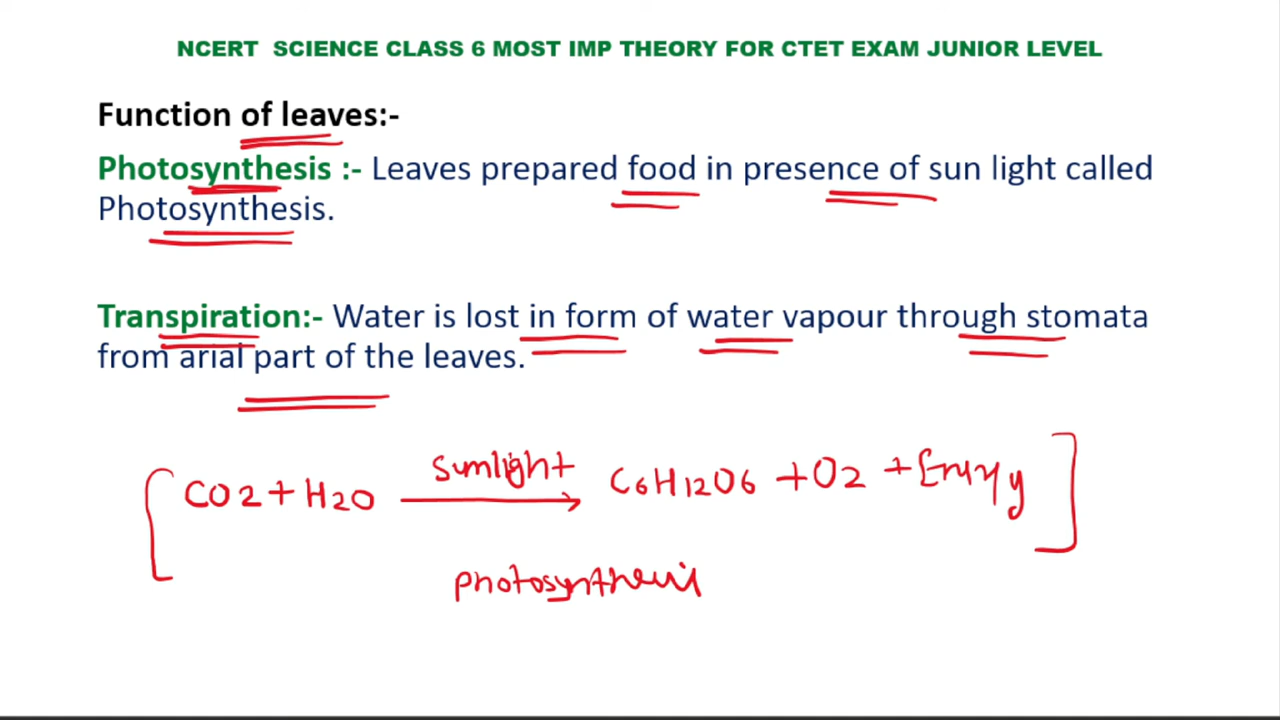 NCERT SCIENCE CLASS 6 MOST IMP THEORY FOR CTET EXAM JUNIOR LEVEL
Function of leaves:-
Photosynthesis :- Leaves prepared food in presence of sun light called
Photosynthesis.
Transpiration:- Water is lost in form of water vapour through stomata
from arial part of the leaves.
Sunlight
CO2 + H2O → C6H12O6 + O2 + Energy
Photosynthesis